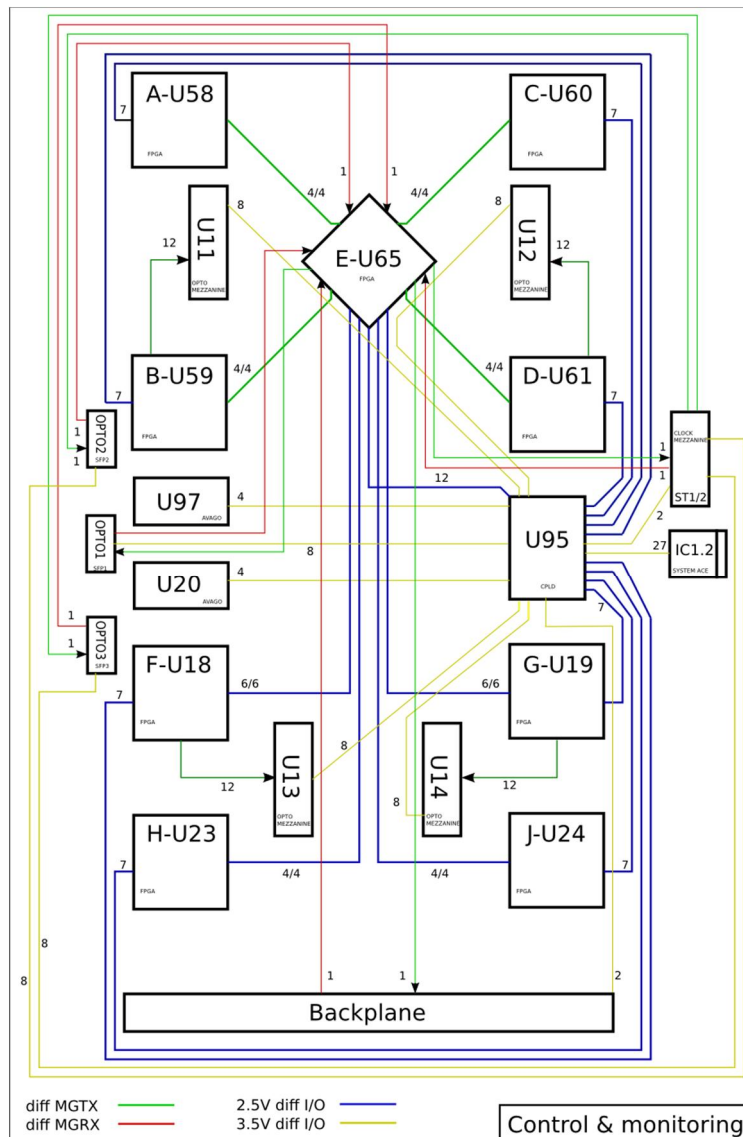 7
A-U58
FPGA
C-U60
FPGA
7
1
1
4/4
4/4
U11
OPTO
MEZZANINE
8
8
U12
OPTO
MEZZANINE
12
12
E-U65
FPGA
B-U59
FPGA
7
4/4
4/4
D-U61
FPGA
7
OPTO2
SFP2
1
1
CLOCK
MEZZANINE
ST1/2
1
1
2
12
U97
AVAGO
4
U95
CPLD
OPTO1
SFP1
8
27
IC1.2
SYSTEM ACE
U20
AVAGO
4
7
OPTO3
SFP3
1
1
F-U18
FPGA
7
6/6
6/6
G-U19
FPGA
U13
OPTO
MEZZANINE
8
12
U14
OPTO
MEZZANINE
8
12
H-U23
FPGA
7
4/4
4/4
J-U24
FPGA
7
8
8
1
1
2
Backplane
diff MGTX
diff MGRX
2.5V diff I/O
3.5V diff I/O
Control & monitoring